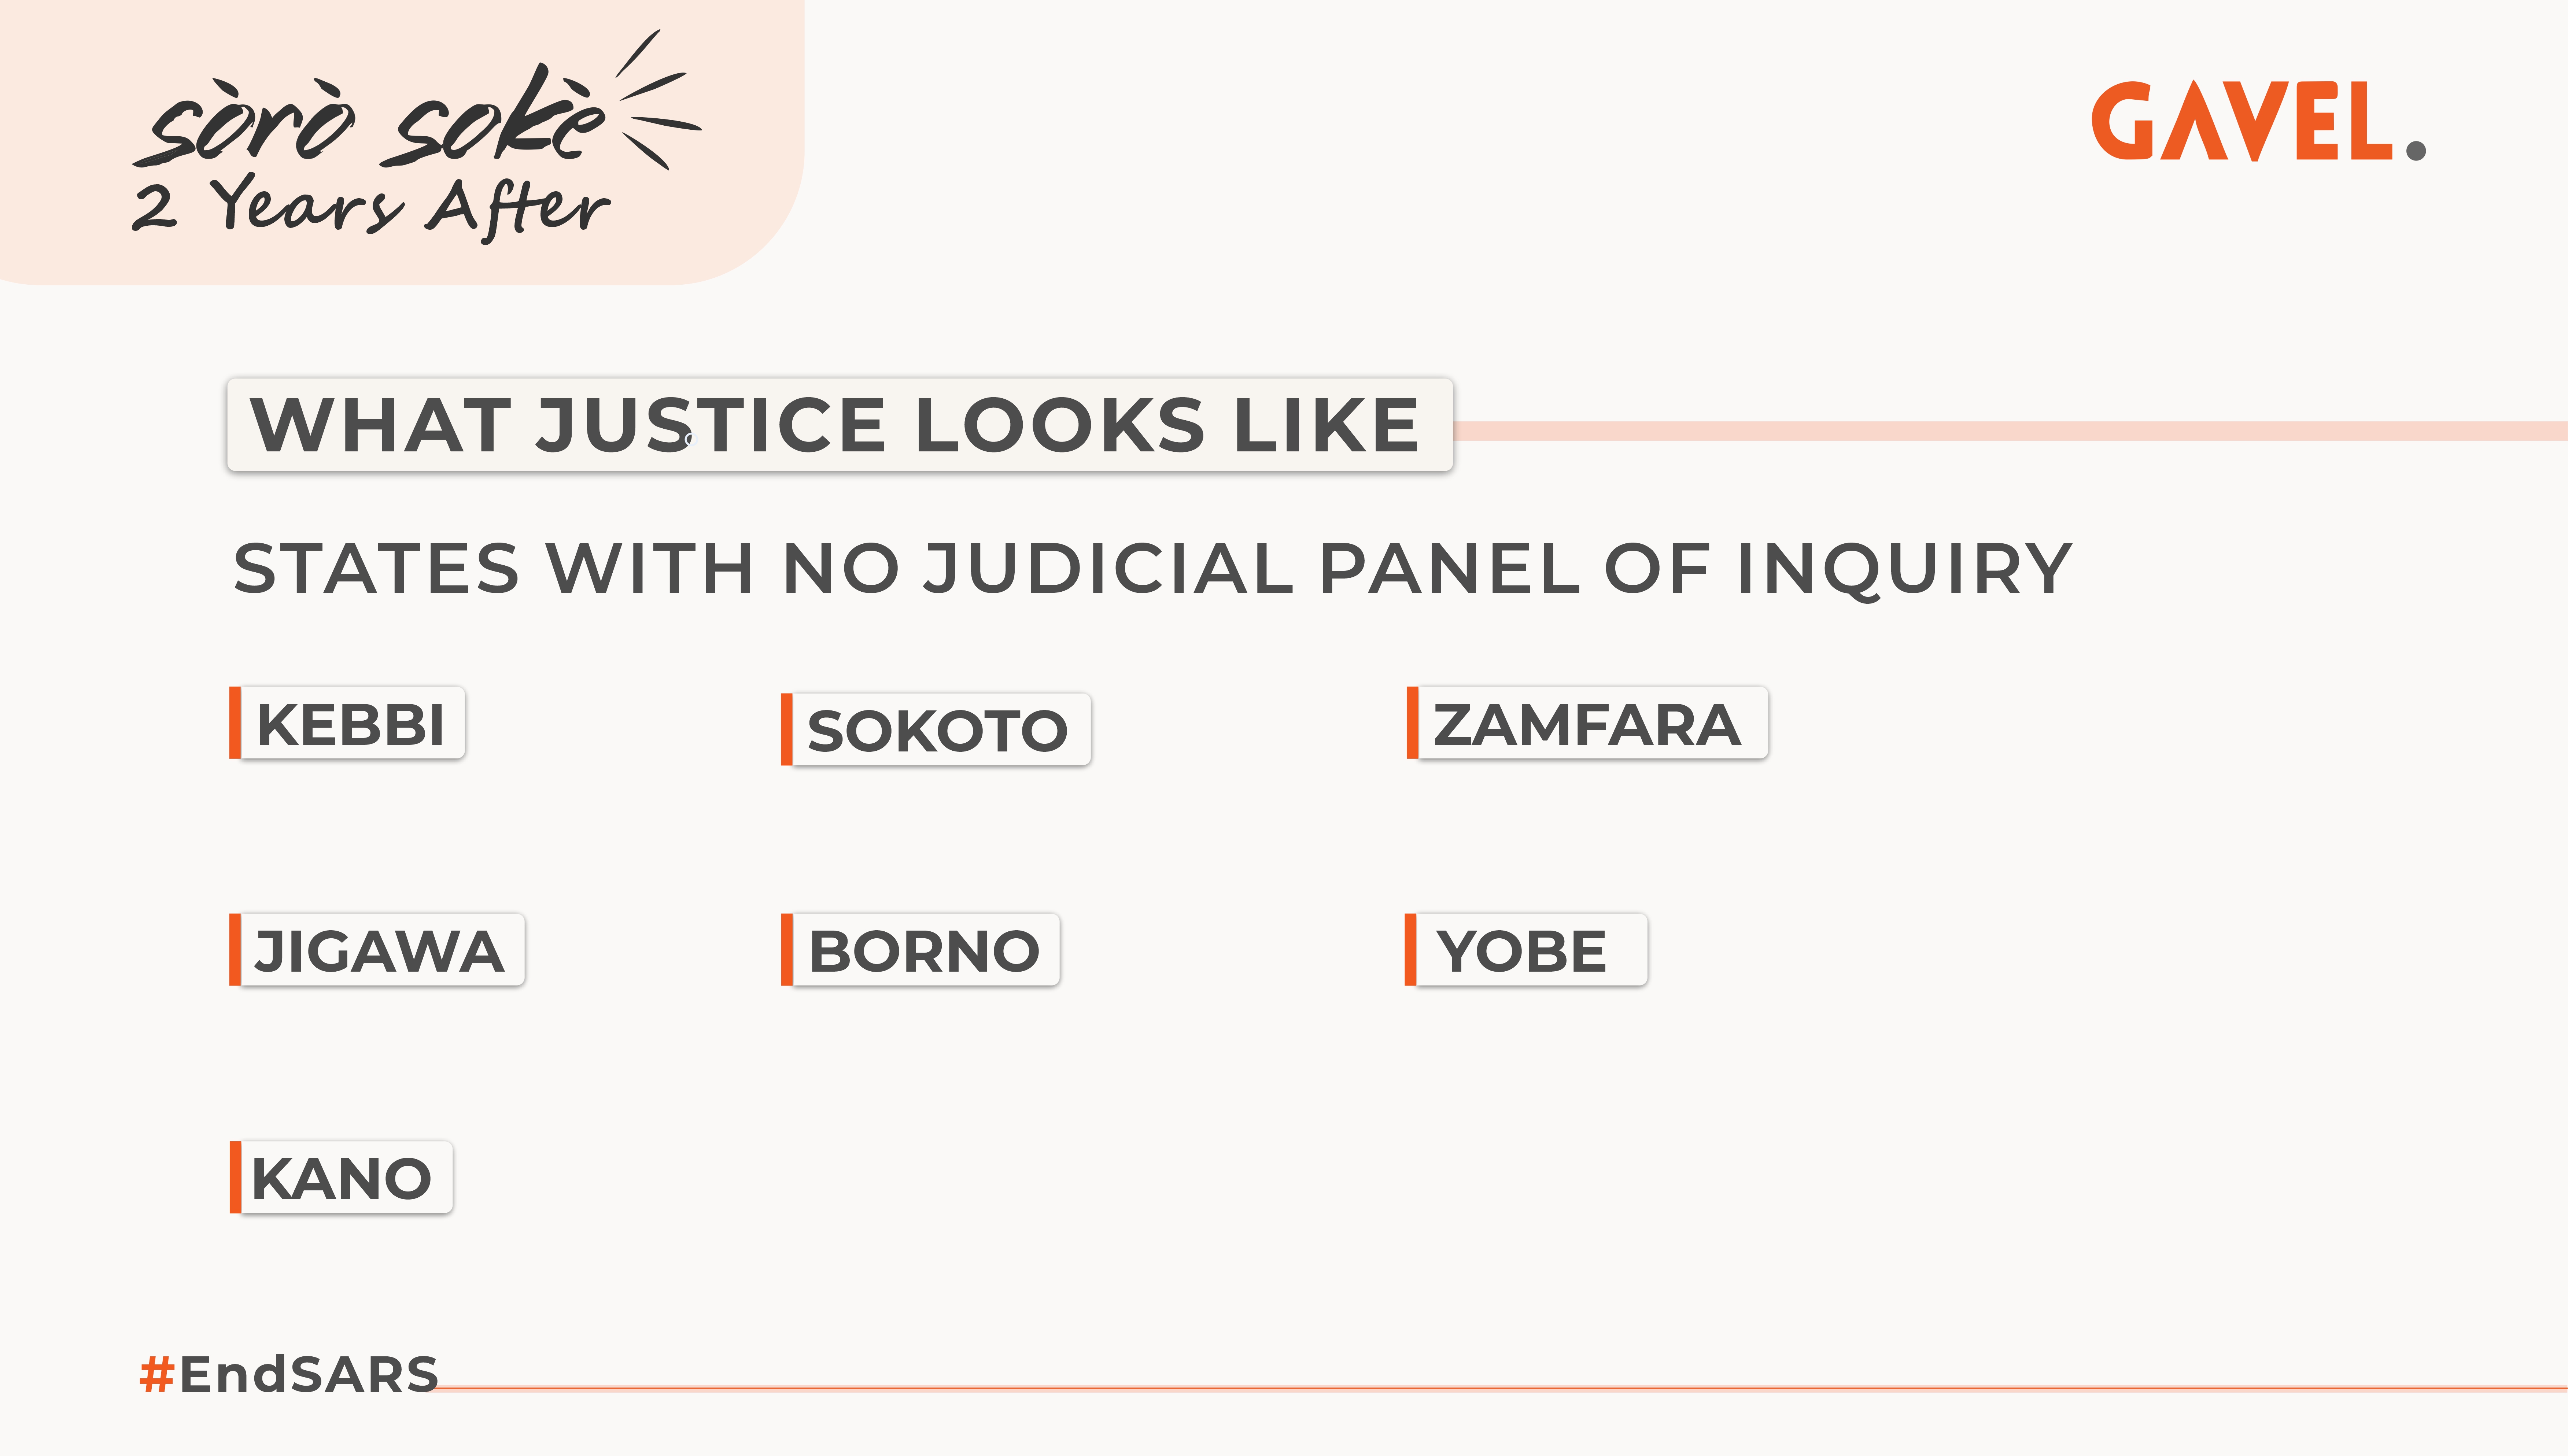 sòrò sokè
2 Years After
GAVEL.
WHAT JUSTICE LOOKS LIKE
STATES WITH NO JUDICIAL PANEL OF INQUIRY
KEBBI
SOKOTO
ZAMFARA
JIGAWA
BORNO
YOBE
KANO
#EndSARS